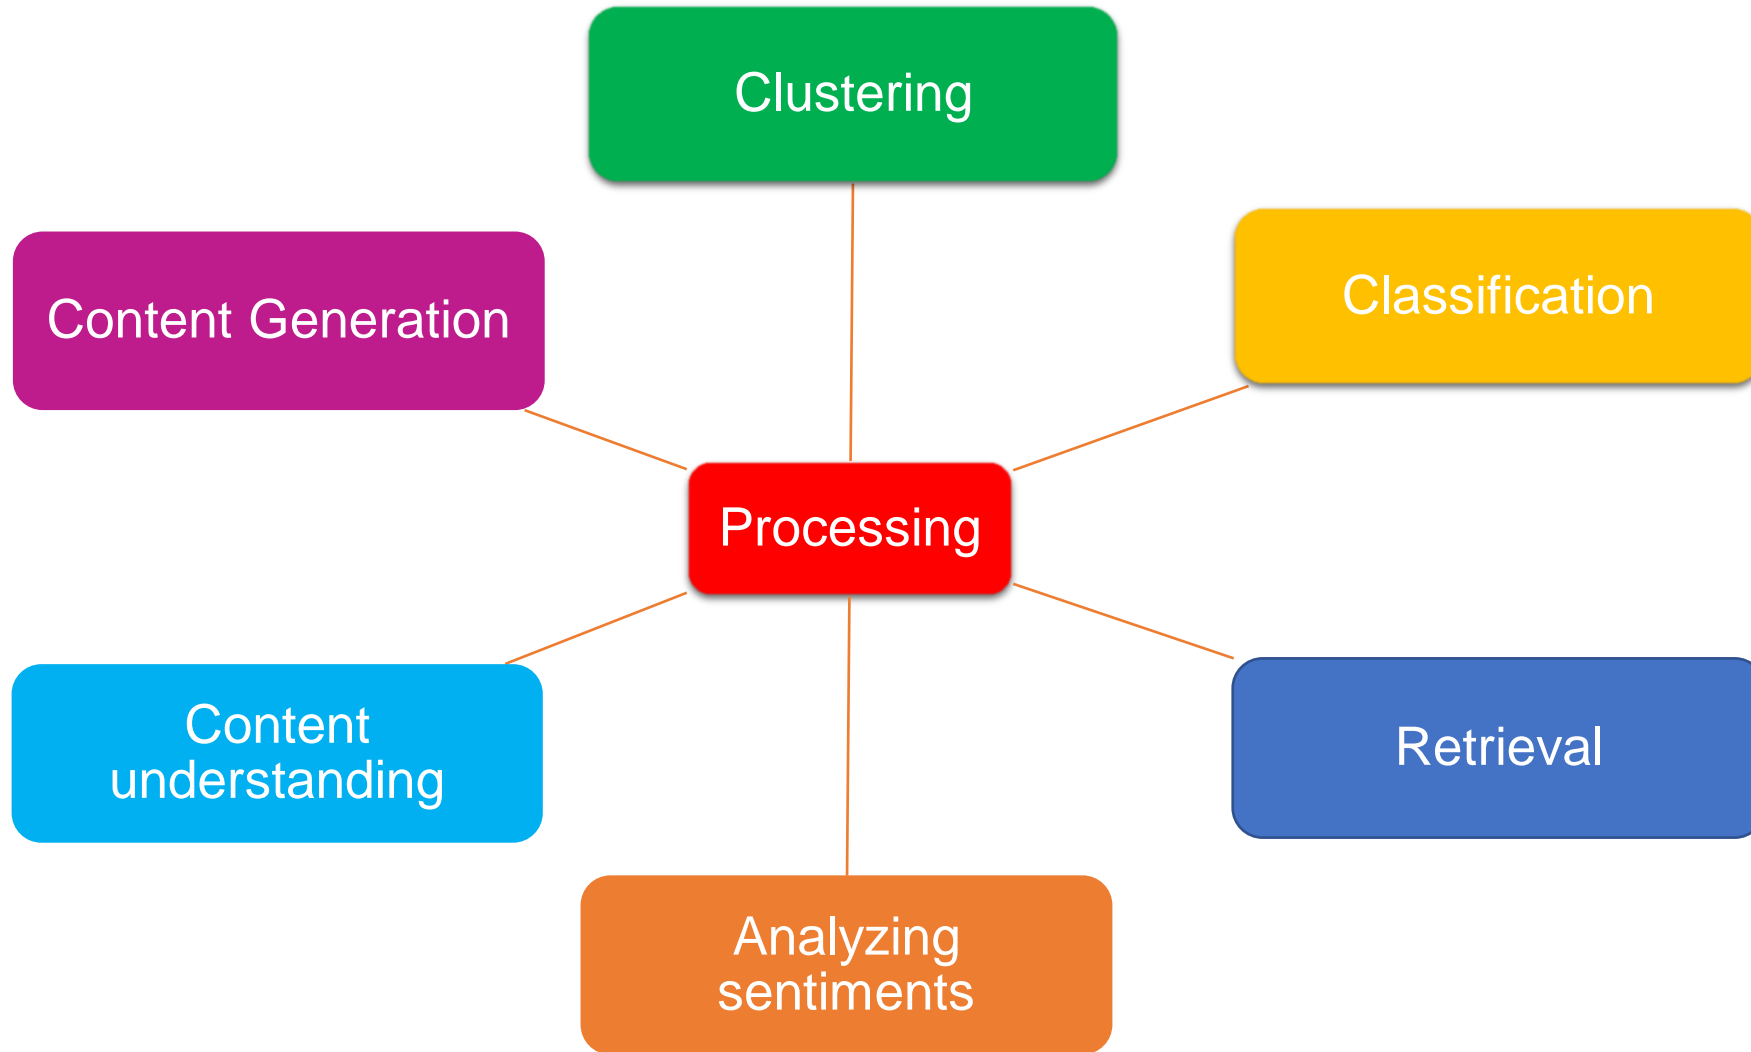 Clustering
Classification
Content Generation
Processing
Content
understanding
Retrieval
Analyzing
sentiments